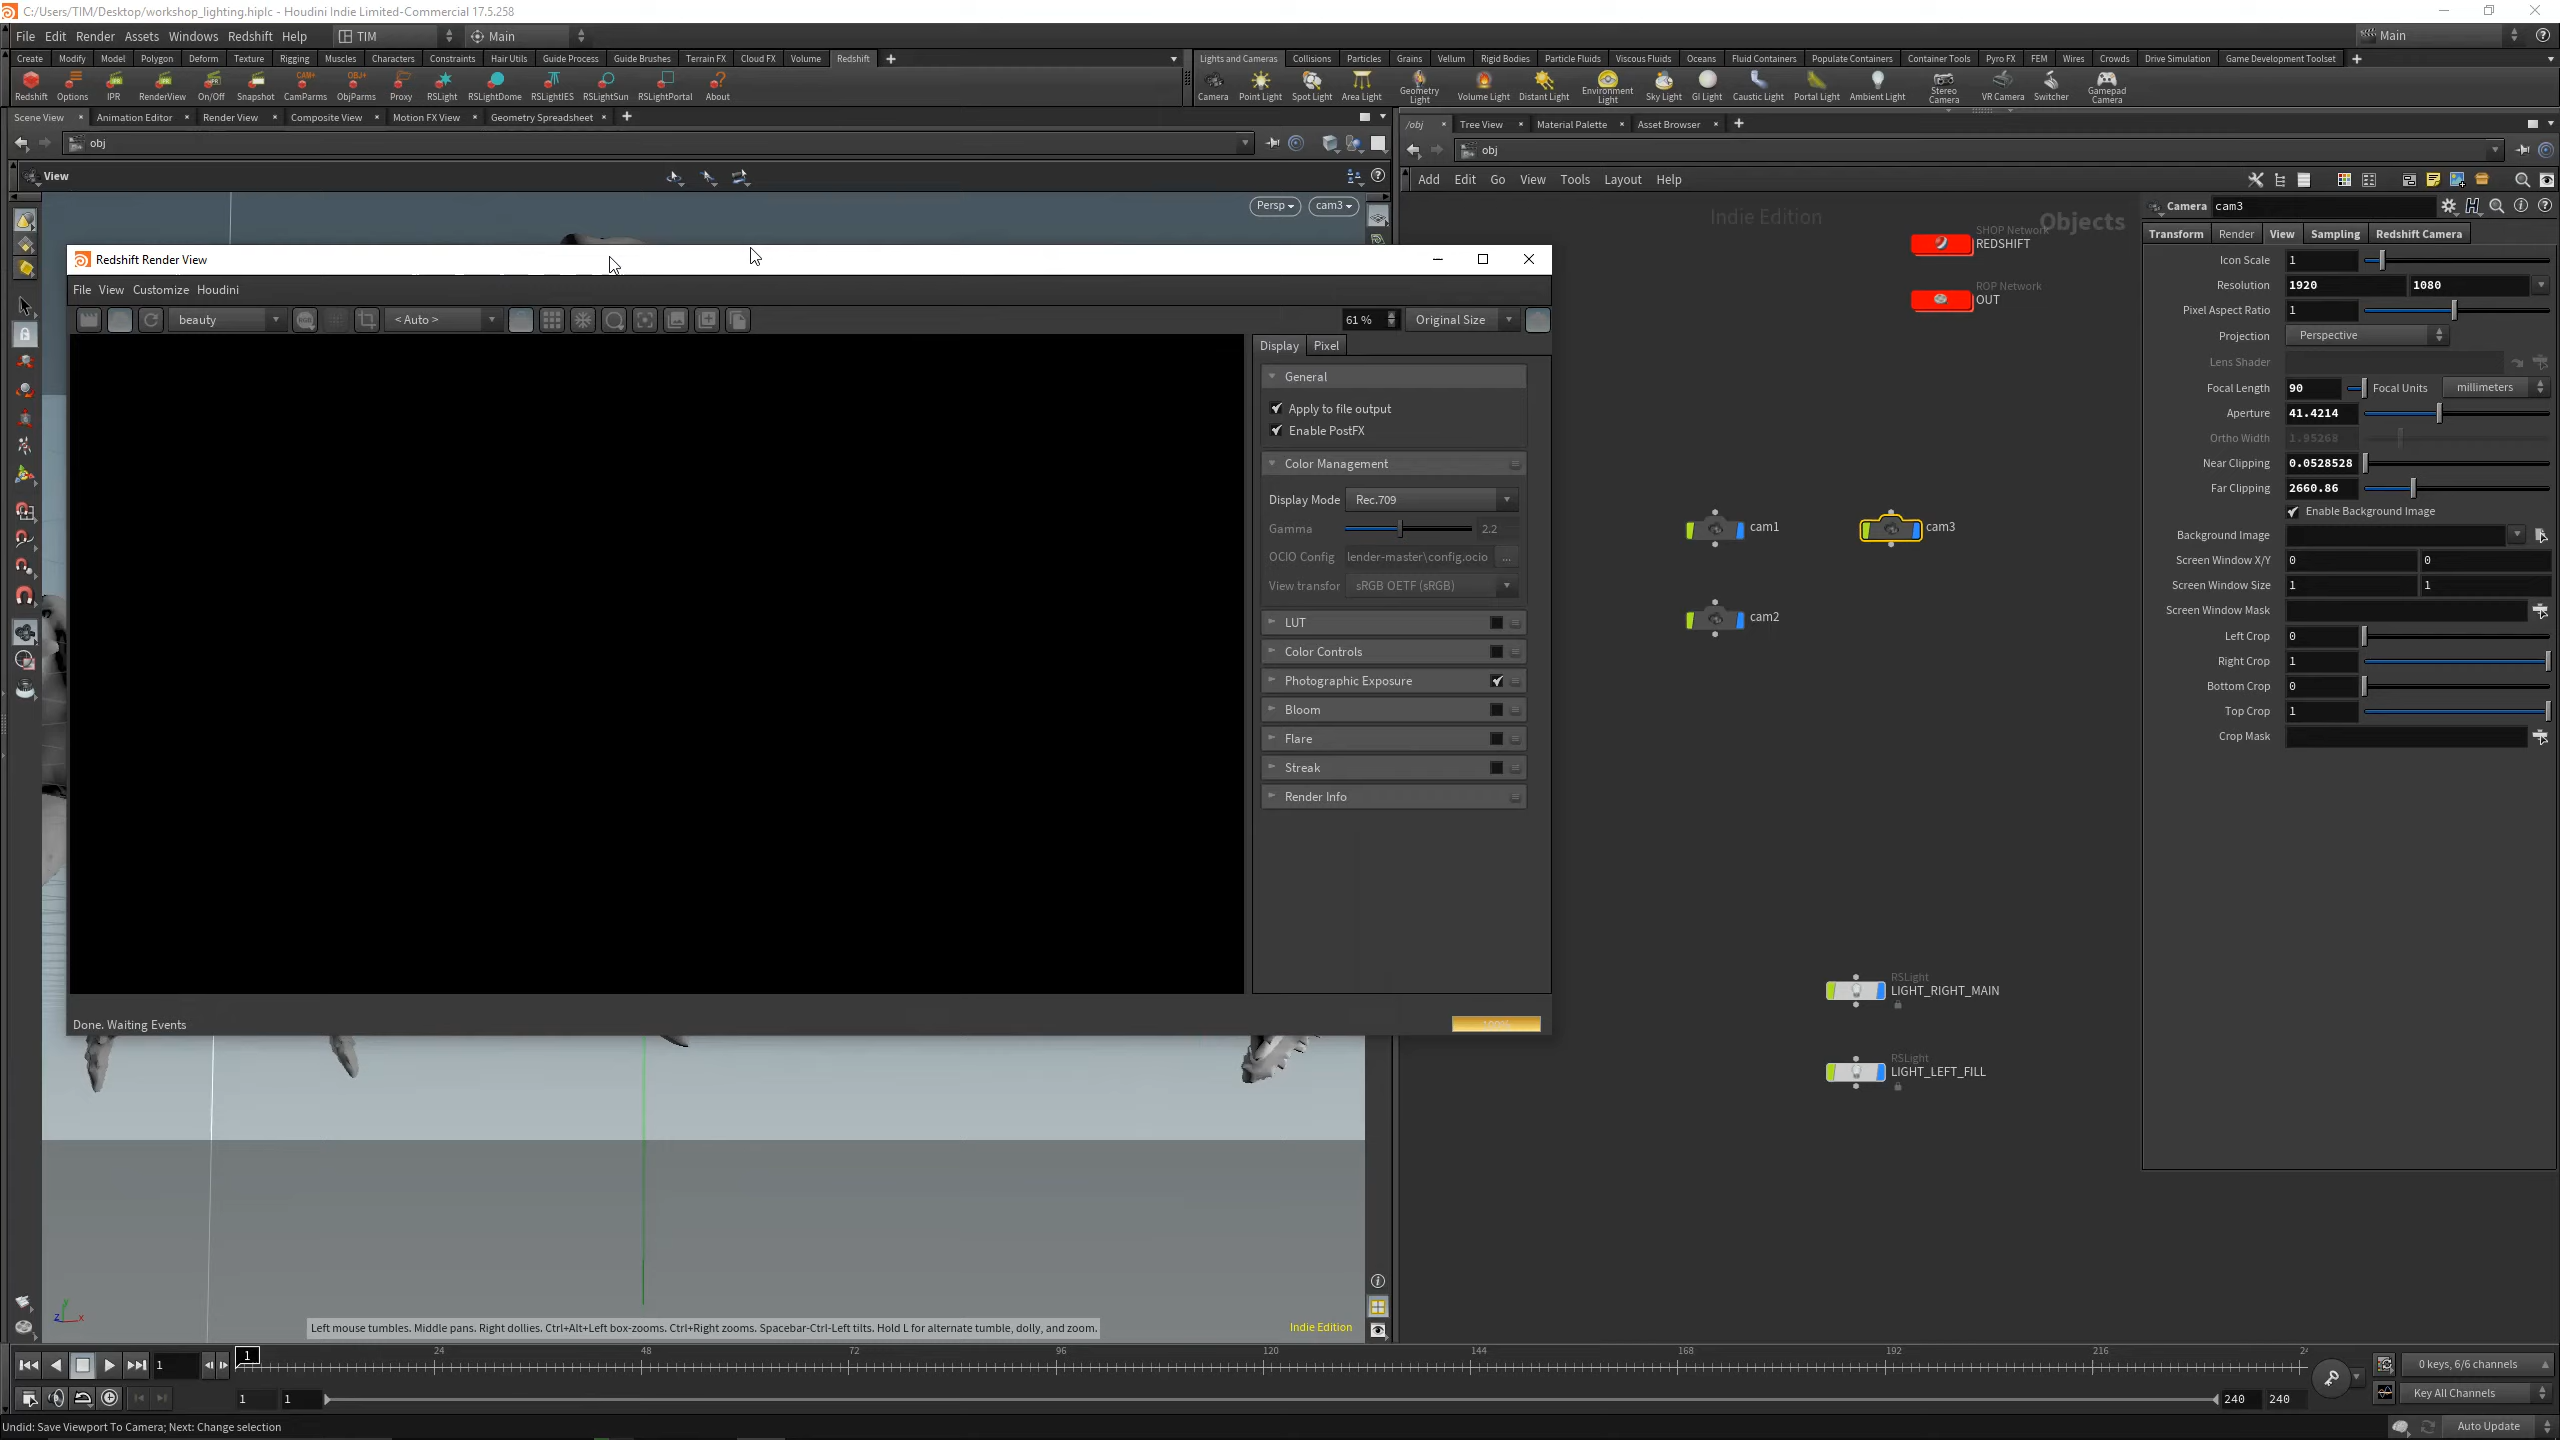 C:/Users/TIM/Desktop/workshop_lighting.hiplc - Houdini Indie Limited-Commercial 17.5.258
File Edit Render Assets Windows Redshift Help TIM Main Main
Create Modify Model Polygon Deform Texture Rigging Muscles Characters Constraints Hair Utils Guide Process Guide Brushes Terrain FX Cloud FX Volume Redshift
Lights and Cameras Collisions Particles Grains Vellum Rigid Bodies Particle Fluids Viscous Fluids Oceans Fluid Containers Populate Containers Container Tools Pyro FX FEM Wires Crowds Drive Simulation Game Development Toolset
Redshift Options IPR RenderView On/Off Snapshot CamParms ObjParms Proxy RSLight RSLightDome RSLightIES RSLightSun RSLightPortal About
Camera Point Light Spot Light Area Light Geometry Light Volume Light Distant Light Environment Light Sky Light GI Light Caustic Light Portal Light Ambient Light Stereo Camera VR Camera Switcher Gamepad Camera
Scene View Animation Editor Render View Composite View Motion FX View Geometry Spreadsheet
/obj Tree View Material Palette Asset Browser
obj
obj
View
Add Edit Go View Tools Layout Help
Persp cam3
Indie Edition
Objects
SHOP Network
REDSHIFT
ROP Network
OUT
cam1
cam3
cam2
RSLight
LIGHT_RIGHT_MAIN
RSLight
LIGHT_LEFT_FILL
Camera cam3
Transform Render View Sampling Redshift Camera
Icon Scale 1
Resolution 1920 1080
Pixel Aspect Ratio 1
Projection Perspective
Lens Shader
Focal Length 90 Focal Units millimeters
Aperture 41.4214
Ortho Width 1.95268
Near Clipping 0.0528528
Far Clipping 2660.86
Enable Background Image
Background Image
Screen Window X/Y 0 0
Screen Window Size 1 1
Screen Window Mask
Left Crop 0
Right Crop 1
Bottom Crop 0
Top Crop 1
Crop Mask
Redshift Render View
File View Customize Houdini
beauty RGB < Auto > 61 % Original Size
Display Pixel
General
Apply to file output
Enable PostFX
Color Management
Display Mode Rec.709
Gamma 2.2
OCIO Config lender-master\config.ocio ...
View transfor sRGB OETF (sRGB)
LUT
Color Controls
Photographic Exposure
Bloom
Flare
Streak
Render Info
Done. Waiting Events 100%
Left mouse tumbles. Middle pans. Right dollies. Ctrl+Alt+Left box-zooms. Ctrl+Right zooms. Spacebar-Ctrl-Left tilts. Hold L for alternate tumble, dolly, and zoom.
Indie Edition
z y x
1 1 24 48 72 96 120 144 168 192 216 24
0 keys, 6/6 channels
1 1 240 240
Key All Channels
Undid: Save Viewport To Camera; Next: Change selection
Auto Update